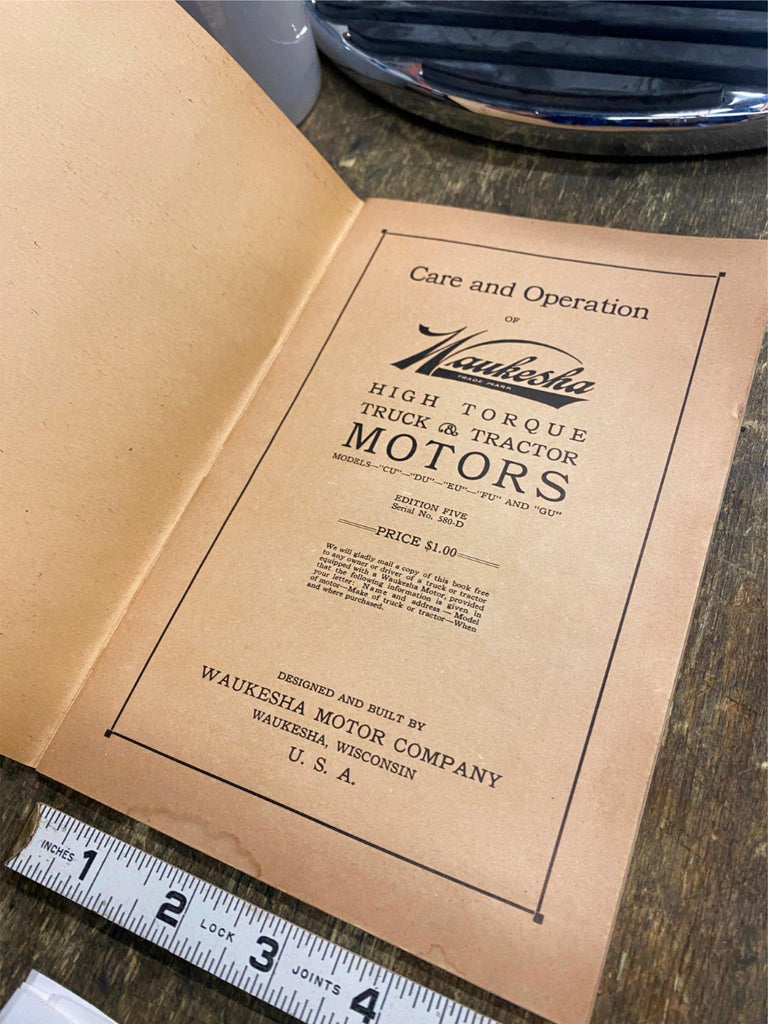 Care and Operation
OF
Waukesha
TRADE MARK
HIGH TORQUE
TRUCK & TRACTOR
MOTORS
MODELS—"CU"—"DU"—"EU"—"FU" AND "GU"
EDITION FIVE
Serial No. 580-D
PRICE $1.00
We will gladly mail a copy of this book free
to any owner or driver of a truck or tractor
equipped with a Waukesha Motor, provided
that the following information is given in
your letter: Name and address — Model
of motor—Make of truck or tractor—When
and where purchased.
DESIGNED AND BUILT BY
WAUKESHA MOTOR COMPANY
WAUKESHA, WISCONSIN
U. S. A.
INCHES 1 2 LOCK 3 JOINTS 4